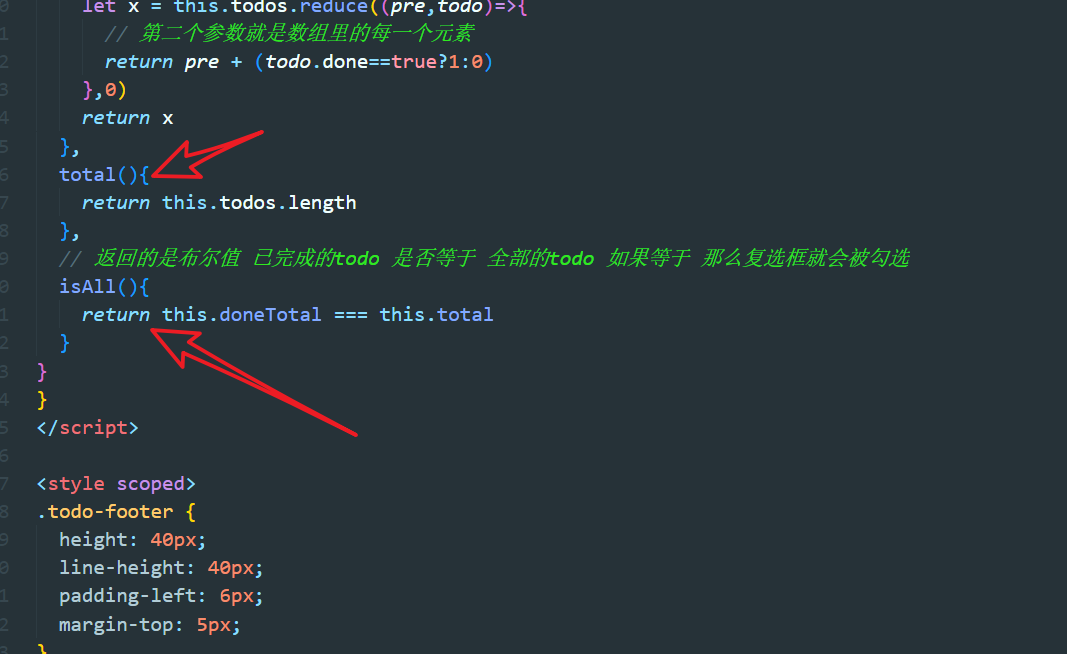 let x = this.todos.reduce((pre,todo)=>{
// 第二个参数就是数组里的每一个元素
return pre + (todo.done==true?1:0)
},0)
return x
},
total(){
return this.todos.length
},
// 返回的是布尔值 已完成的todo 是否等于 全部的todo 如果等于 那么复选框就会被勾选
isAll(){
return this.doneTotal === this.total
}
}
}
</script>
<style scoped>
.todo-footer {
height: 40px;
line-height: 40px;
padding-left: 6px;
margin-top: 5px;
}